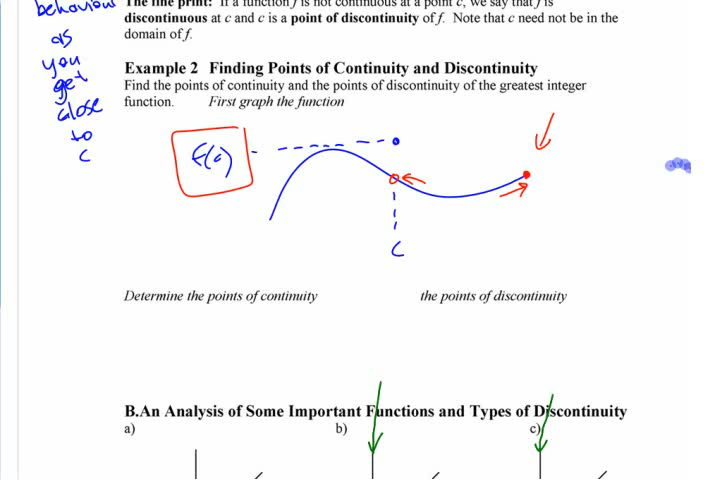 behaviour
as
you
get
close
to
c
The fine print: If a function f is not continuous at a point c, we say that f is
discontinuous at c and c is a point of discontinuity of f. Note that c need not be in the
domain of f.
Example 2 Finding Points of Continuity and Discontinuity
Find the points of continuity and the points of discontinuity of the greatest integer
function. First graph the function
f(c)
c
Determine the points of continuity the points of discontinuity
B.An Analysis of Some Important Functions and Types of Discontinuity
a) b) c)